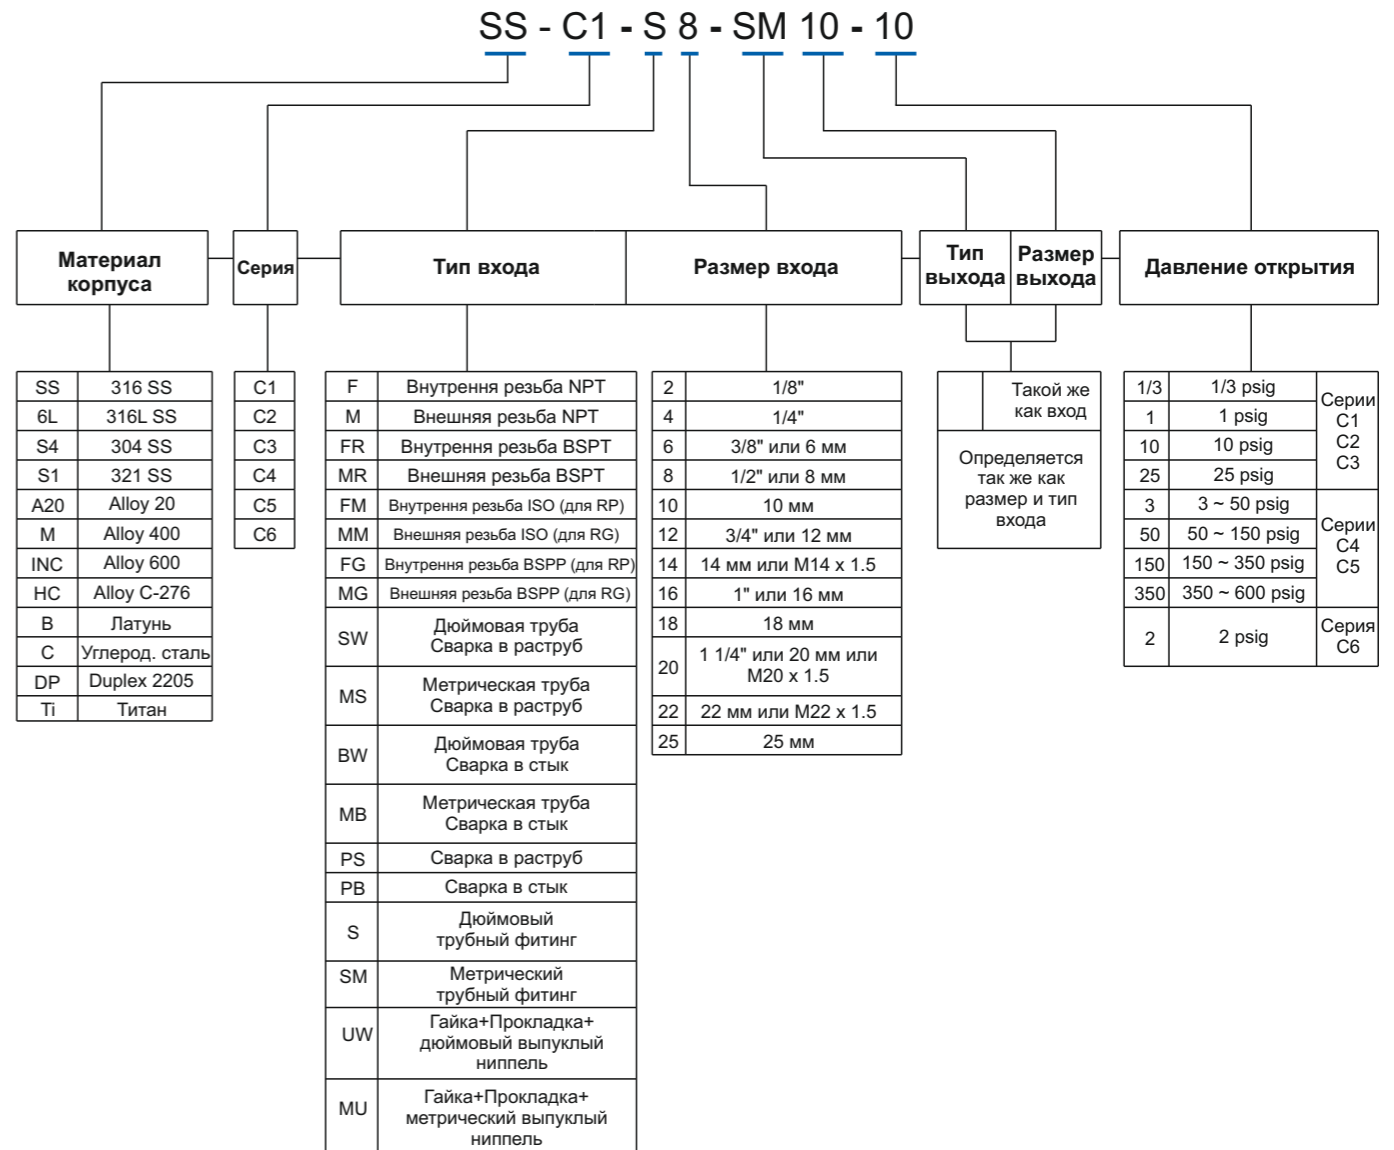 SS - C1 - S 8 - SM 10 - 10
Материал
корпуса
Серия
Тип входа
Размер входа
Тип
выхода
Размер
выхода
Давление открытия
SS 316 SS
6L 316L SS
S4 304 SS
S1 321 SS
A20 Alloy 20
M Alloy 400
INC Alloy 600
HC Alloy C-276
B Латунь
C Углерод. сталь
DP Duplex 2205
Ti Титан
C1
C2
C3
C4
C5
C6
F Внутрення резьба NPT
M Внешняя резьба NPT
FR Внутрення резьба BSPT
MR Внешняя резьба BSPT
FM Внутрення резьба ISO (для RP)
MM Внешняя резьба ISO (для RG)
FG Внутрення резьба BSPP (для RP)
MG Внешняя резьба BSPP (для RG)
SW Дюймовая труба
Сварка в раструб
MS Метрическая труба
Сварка в раструб
BW Дюймовая труба
Сварка в стык
MB Метрическая труба
Сварка в стык
PS Сварка в раструб
PB Сварка в стык
S Дюймовый
трубный фитинг
SM Метрический
трубный фитинг
UW Гайка+Прокладка+
дюймовый выпуклый
ниппель
MU Гайка+Прокладка+
метрический выпуклый
ниппель
2 1/8"
4 1/4"
6 3/8" или 6 мм
8 1/2" или 8 мм
10 10 мм
12 3/4" или 12 мм
14 14 мм или M14 x 1.5
16 1" или 16 мм
18 18 мм
20 1 1/4" или 20 мм или
M20 x 1.5
22 22 мм или M22 x 1.5
25 25 мм
Такой же
как вход
Определяется
так же как
размер и тип
входа
1/3 1/3 psig
1 1 psig
10 10 psig
25 25 psig
Серии
C1
C2
C3
3 3 ~ 50 psig
50 50 ~ 150 psig
150 150 ~ 350 psig
350 350 ~ 600 psig
Серии
C4
C5
2 2 psig
Серия
C6